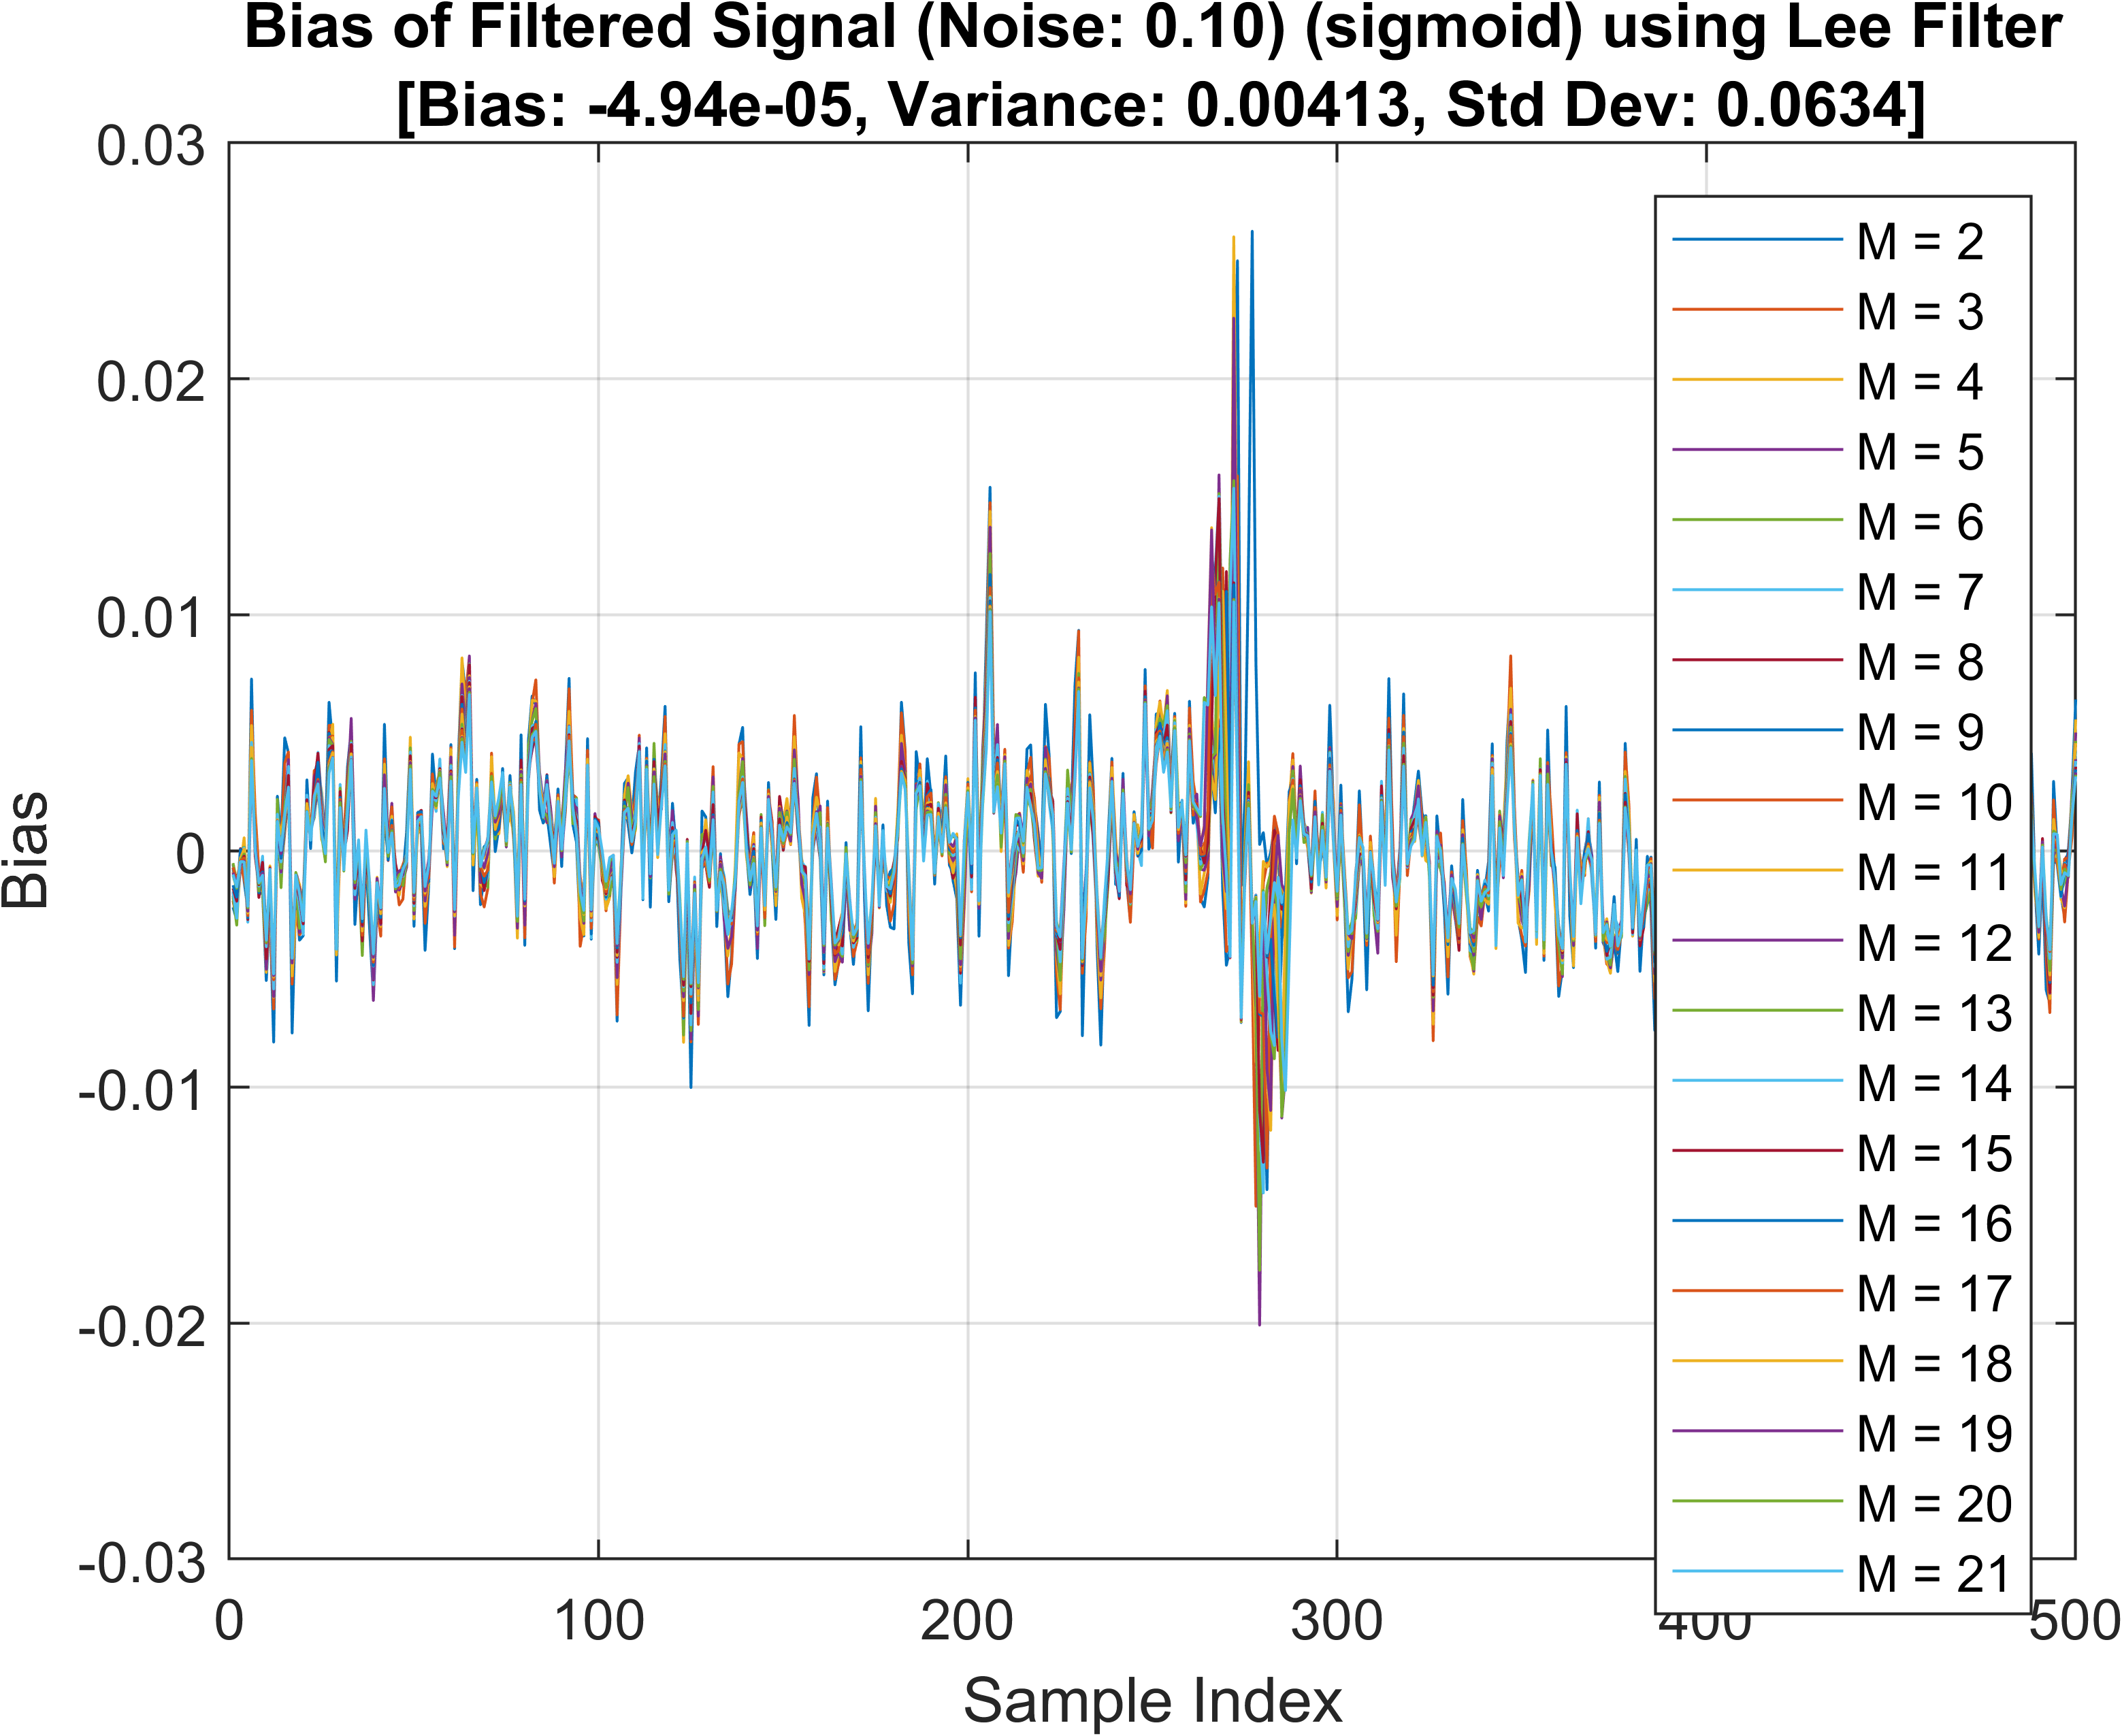 Bias of Filtered Signal (Noise: 0.10) (sigmoid) using Lee Filter
[Bias: -4.94e-05, Variance: 0.00413, Std Dev: 0.0634]
0.03
0.02
0.01
0
-0.01
-0.02
-0.03
Bias
M = 2
M = 3
M = 4
M = 5
M = 6
M = 7
M = 8
M = 9
M = 10
M = 11
M = 12
M = 13
M = 14
M = 15
M = 16
M = 17
M = 18
M = 19
M = 20
M = 21
0 100 200 300 400 500
Sample Index